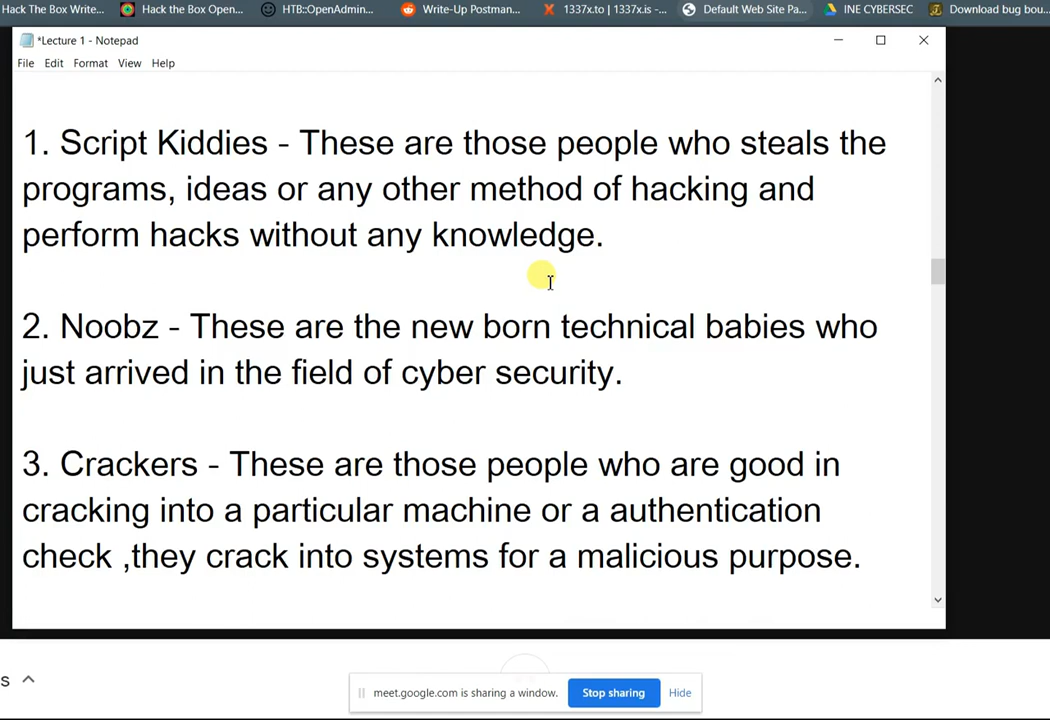 Hack The Box Write... Hack the Box Open... HTB::OpenAdmin... Write-Up Postman... 1337x.to | 1337x.is -... Default Web Site Pa... INE CYBERSEC Download bug bou...
*Lecture 1 - Notepad
File Edit Format View Help
1. Script Kiddies - These are those people who steals the
programs, ideas or any other method of hacking and
perform hacks without any knowledge.
2. Noobz - These are the new born technical babies who
just arrived in the field of cyber security.
3. Crackers - These are those people who are good in
cracking into a particular machine or a authentication
check ,they crack into systems for a malicious purpose.
s
meet.google.com is sharing a window. Stop sharing Hide